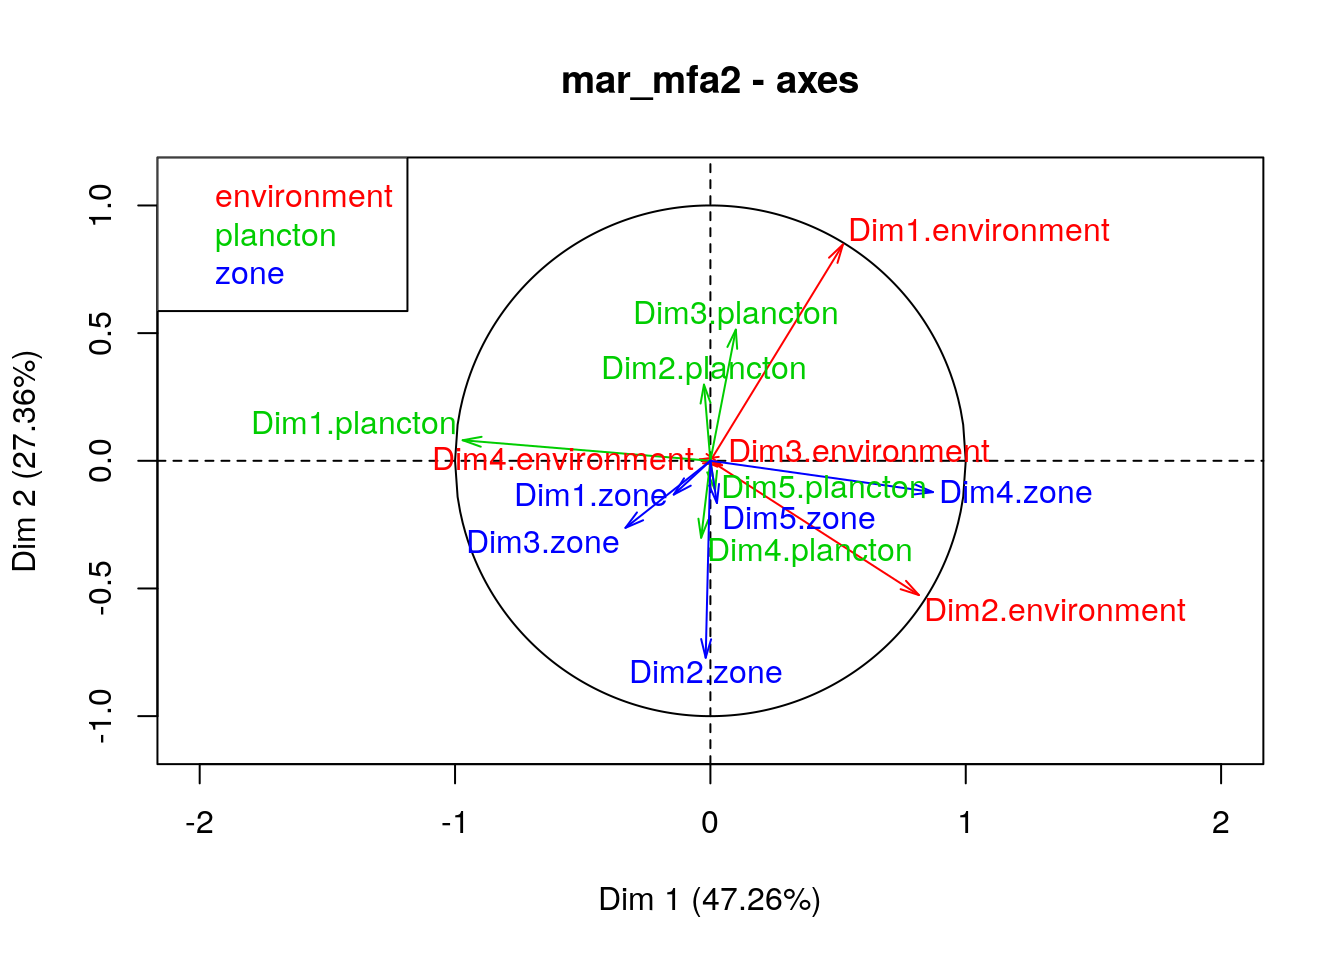 mar_mfa2 - axes
environment
plancton
zone
Dim1.environment
Dim3.plancton
Dim2.plancton
Dim1.plancton
Dim3.environment
Dim4.environment
Dim5.plancton
Dim4.zone
Dim1.zone
Dim5.zone
Dim3.zone
Dim4.plancton
Dim2.environment
Dim2.zone
1.0
0.5
0.0
-0.5
-1.0
Dim 2 (27.36%)
-2 -1 0 1 2
Dim 1 (47.26%)